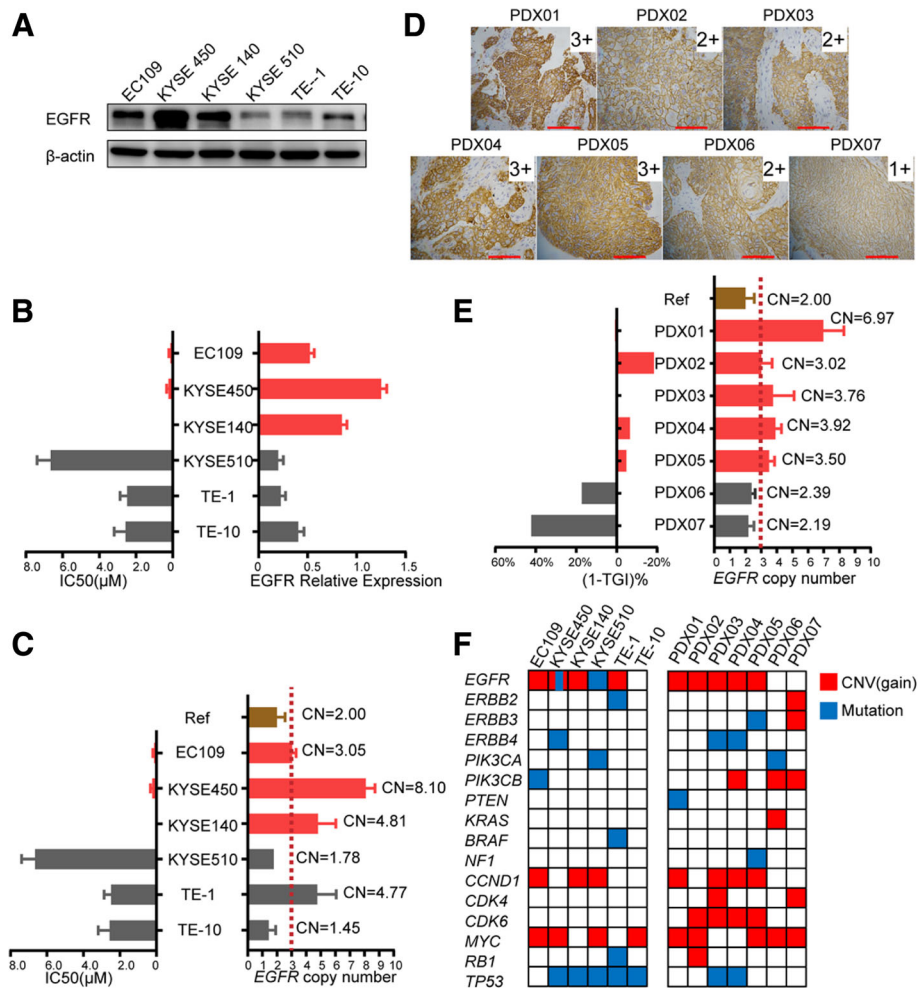 A
EC109 KYSE 450 KYSE 140 KYSE 510 TE--1 TE-10
EGFR
β-actin
D
PDX01 PDX02 PDX03
3+ 2+ 2+
PDX04 PDX05 PDX06 PDX07
3+ 3+ 2+ 1+
B
EC109
KYSE450
KYSE140
KYSE510
TE-1
TE-10
8.0 6.0 4.0 2.0 0
IC50(μM)
0 0.5 1.0 1.5
EGFR Relative Expression
E
Ref CN=2.00
PDX01 CN=6.97
PDX02 CN=3.02
PDX03 CN=3.76
PDX04 CN=3.92
PDX05 CN=3.50
PDX06 CN=2.39
PDX07 CN=2.19
60% 40% 20% 0 -20%
(1-TGI)%
0 1 2 3 4 5 6 7 8 9 10
EGFR copy number
C
Ref CN=2.00
EC109 CN=3.05
KYSE450 CN=8.10
KYSE140 CN=4.81
KYSE510 CN=1.78
TE-1 CN=4.77
TE-10 CN=1.45
8.0 6.0 4.0 2.0 0
IC50(μM)
0 1 2 3 4 5 6 7 8 9 10
EGFR copy number
F
EC109 KYSE450 KYSE140 KYSE510 TE-1 TE-10
PDX01 PDX02 PDX03 PDX04 PDX05 PDX06 PDX07
EGFR
ERBB2
ERBB3
ERBB4
PIK3CA
PIK3CB
PTEN
KRAS
BRAF
NF1
CCND1
CDK4
CDK6
MYC
RB1
TP53
CNV(gain)
Mutation